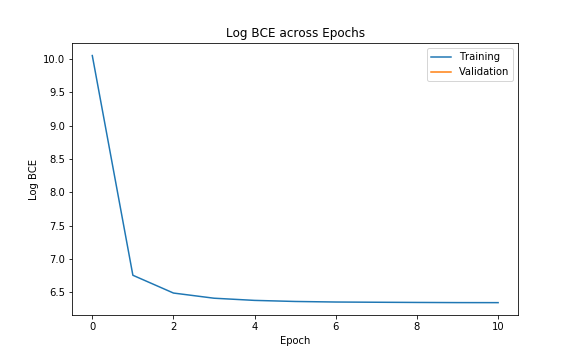 Log BCE across Epochs
Training
Validation
10.0
9.5
9.0
8.5
8.0
7.5
7.0
6.5
Log BCE
0 2 4 6 8 10
Epoch